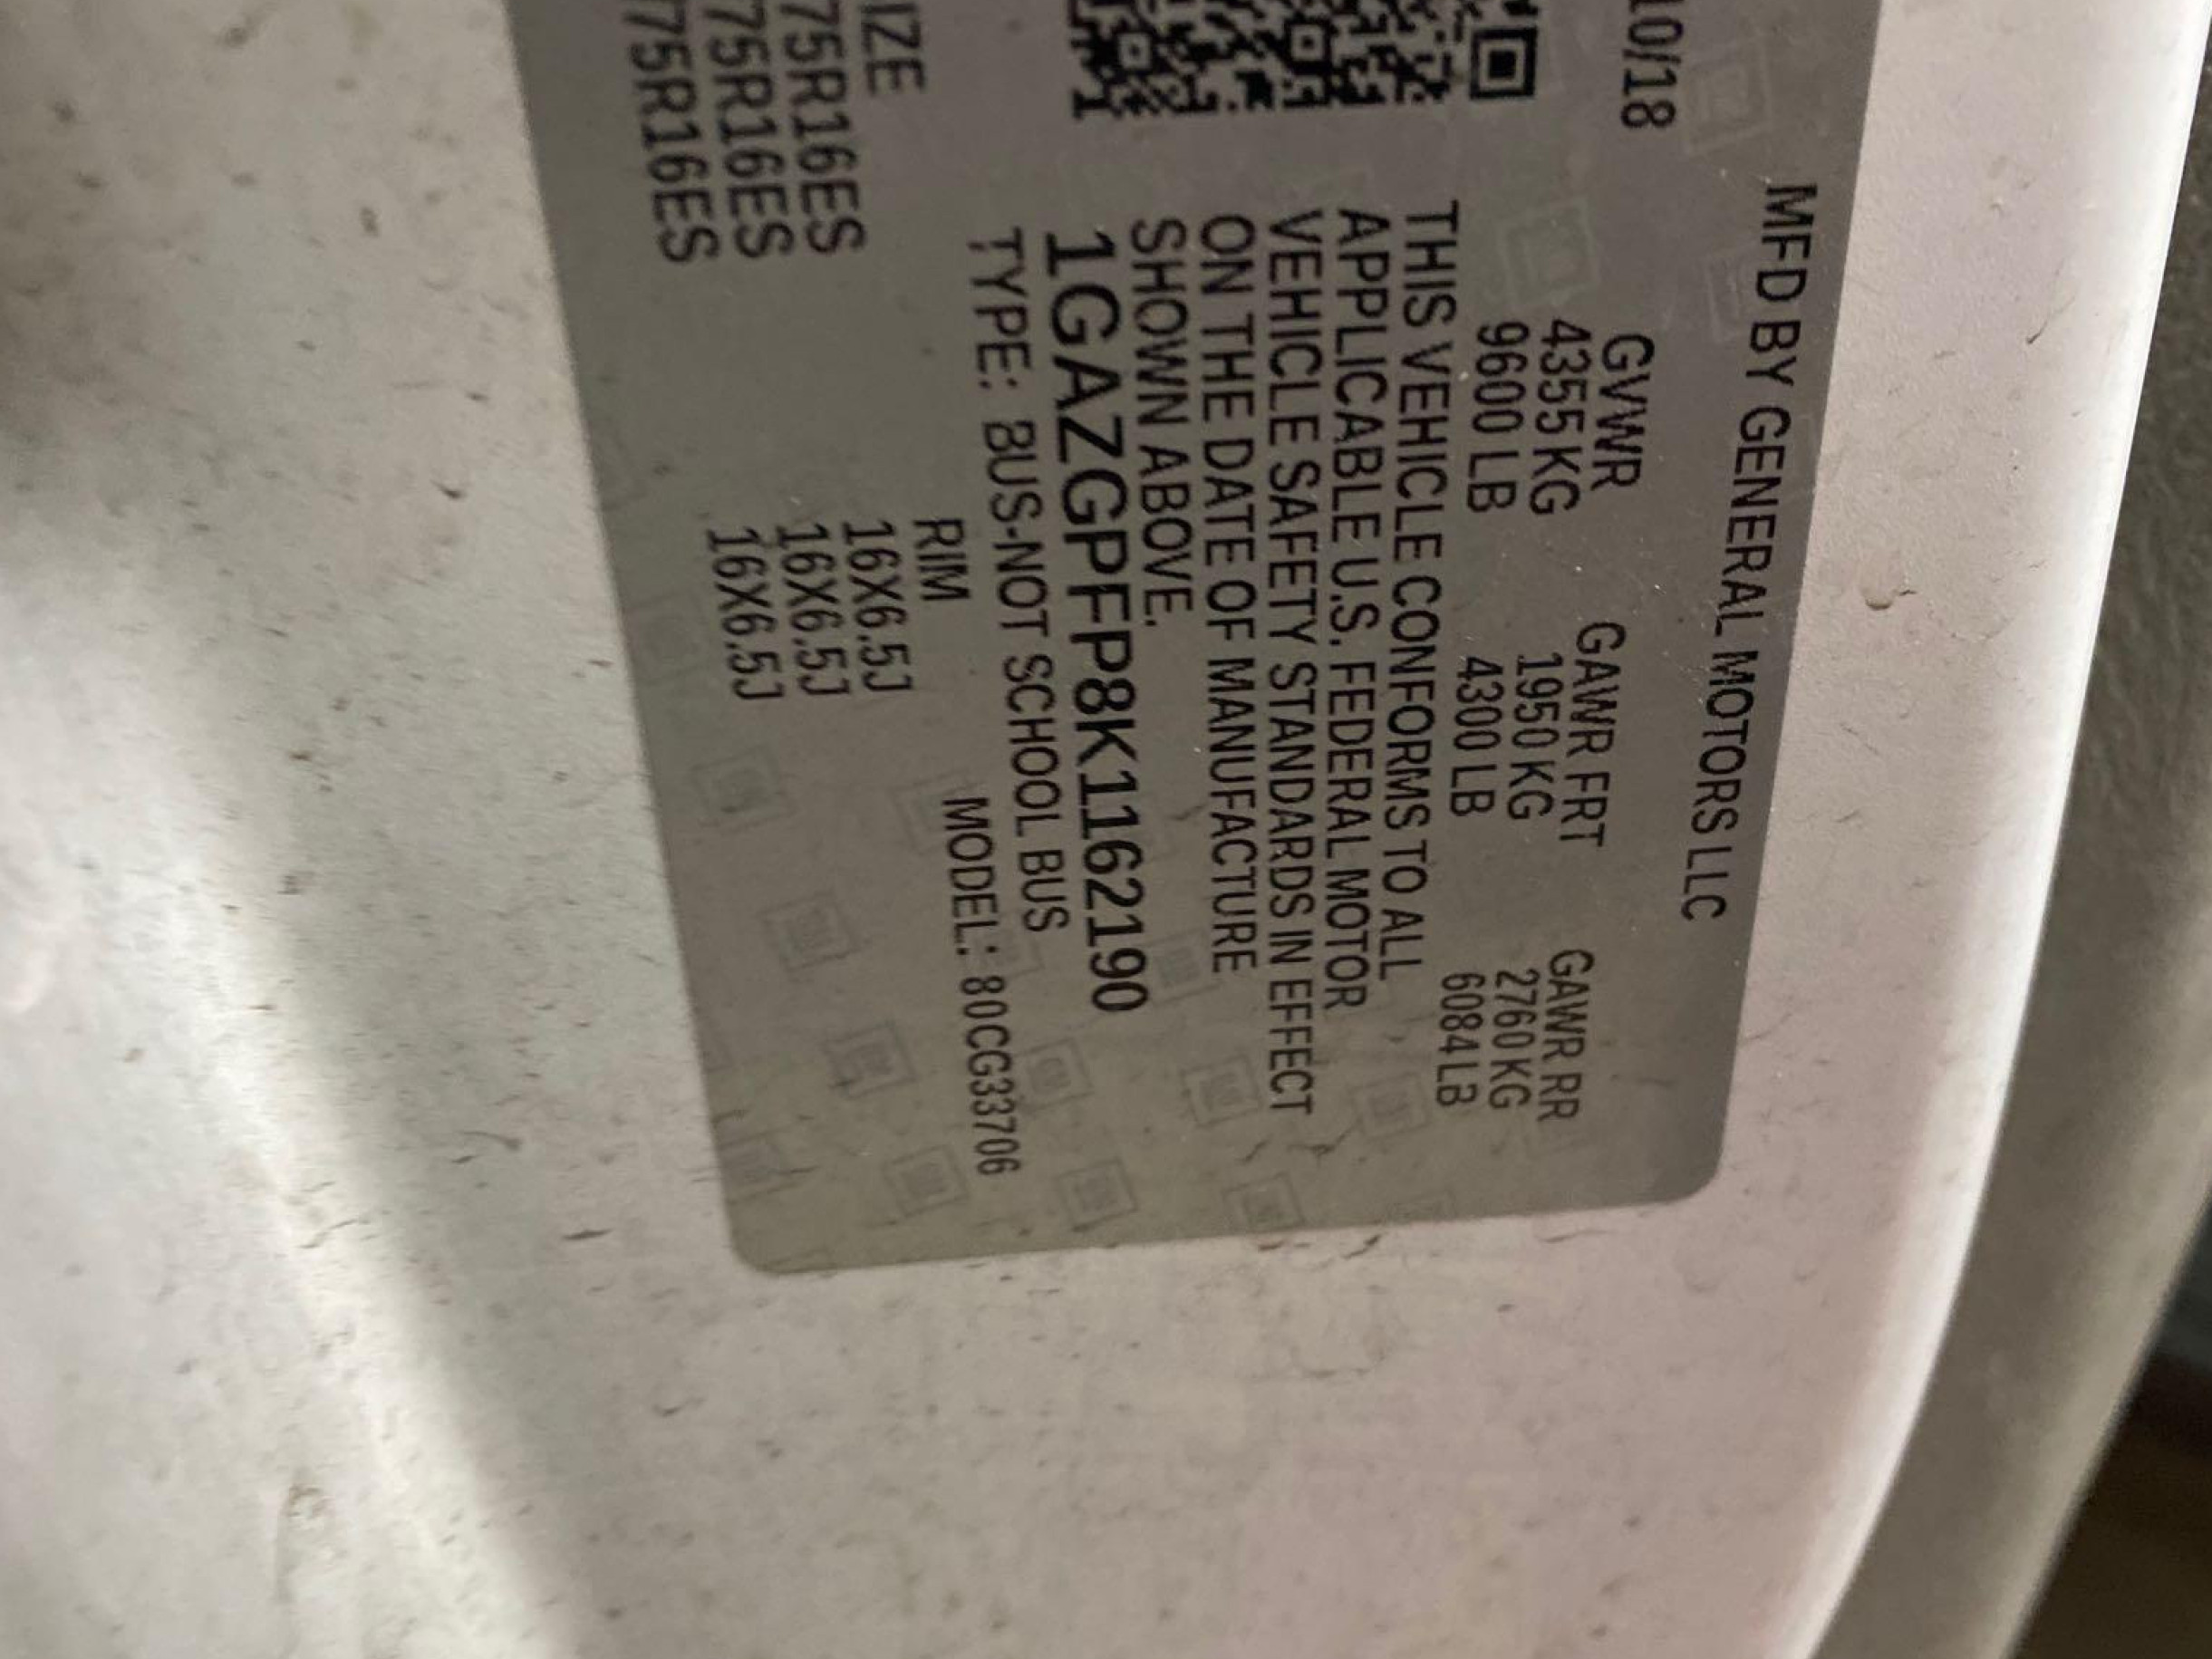 MFD BY GENERAL MOTORS LLC
10/18
GVWR GAWR FRT GAWR RR
4355 KG 1950 KG 2760 KG
9600 LB 4300 LB 6084 LB
THIS VEHICLE CONFORMS TO ALL
APPLICABLE U.S. FEDERAL MOTOR
VEHICLE SAFETY STANDARDS IN EFFECT
ON THE DATE OF MANUFACTURE
SHOWN ABOVE.
1GAZGPFP8K1162190
TYPE: BUS-NOT SCHOOL BUS
MODEL: 80CG33706
IZE RIM
75R16ES 16X6.5J
75R16ES 16X6.5J
75R16ES 16X6.5J